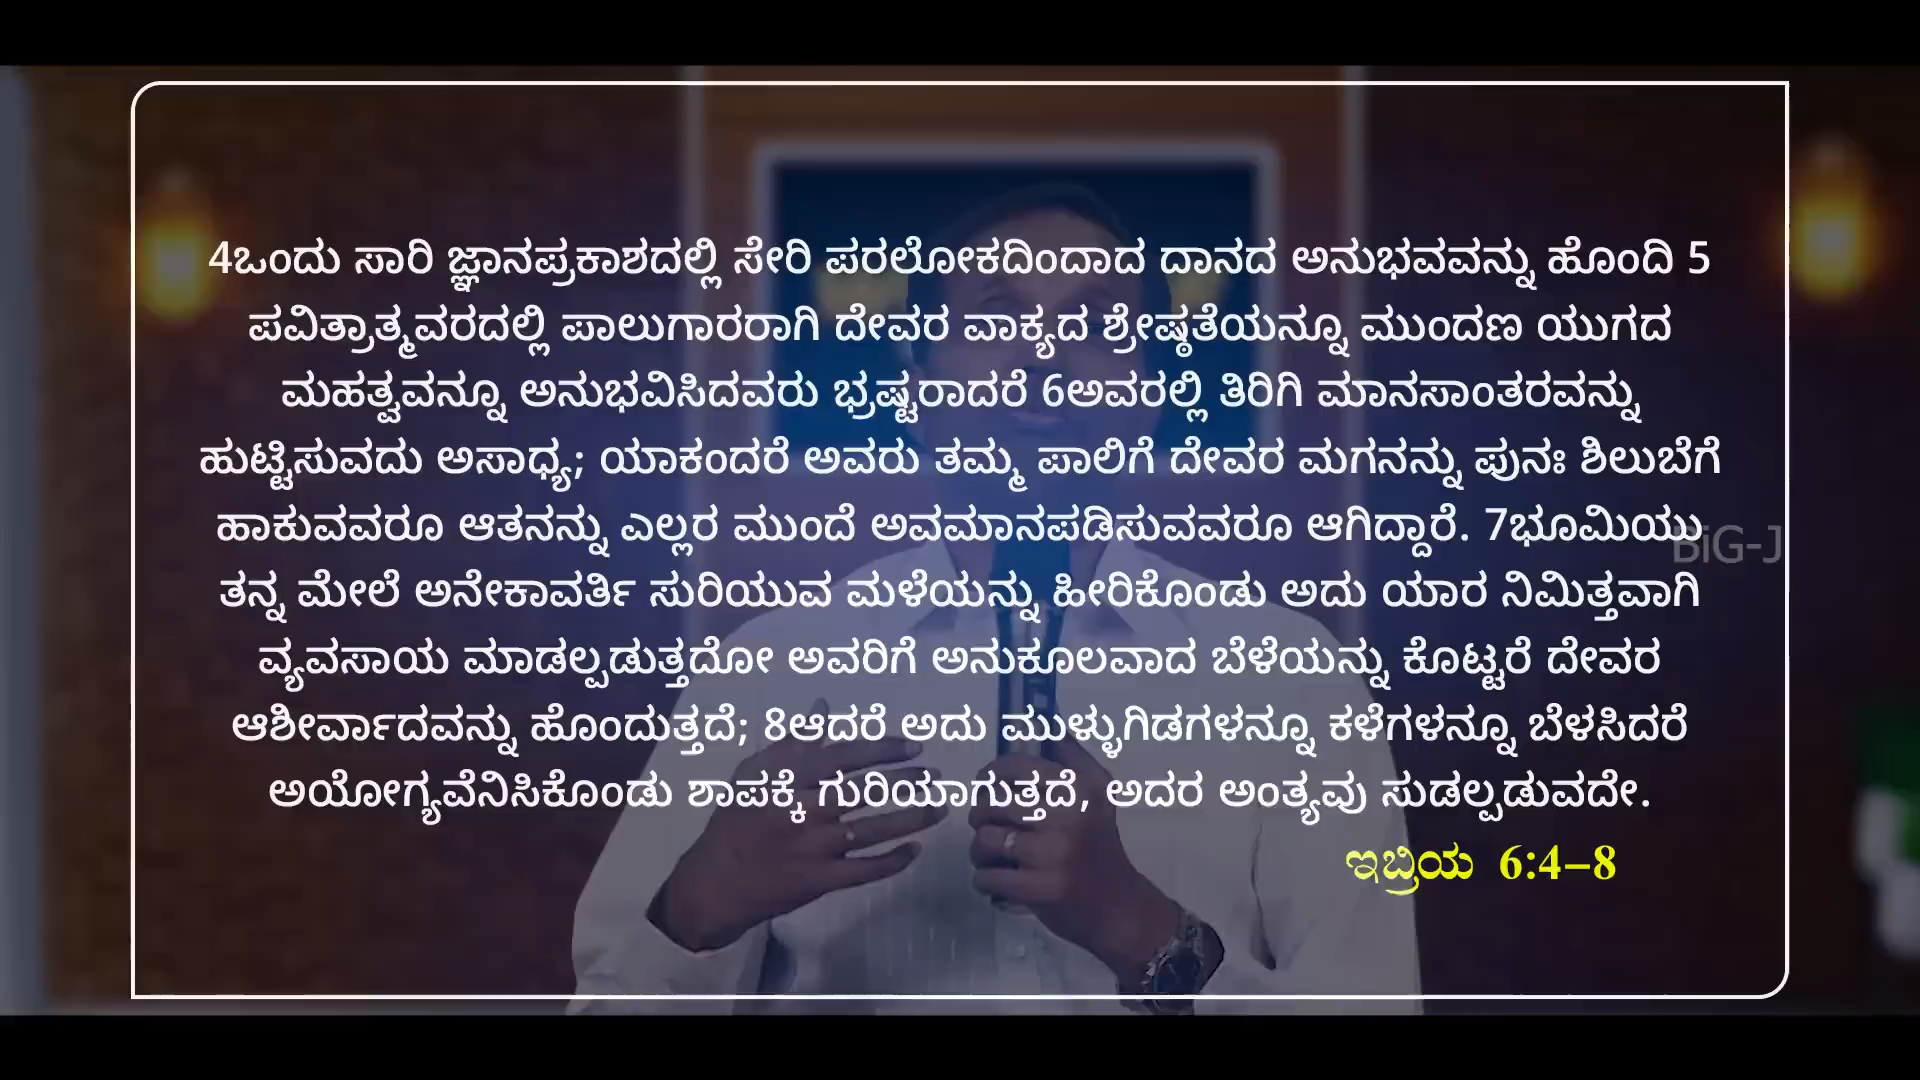 4ಒಂದು ಸಾರಿ ಜ್ಞಾನಪ್ರಕಾಶದಲ್ಲಿ ಸೇರಿ ಪರಲೋಕದಿಂದಾದ ದಾನದ ಅನುಭವವನ್ನು ಹೊಂದಿ 5
ಪವಿತ್ರಾತ್ಮವರದಲ್ಲಿ ಪಾಲುಗಾರರಾಗಿ ದೇವರ ವಾಕ್ಯದ ಶ್ರೇಷ್ಠತೆಯನ್ನೂ ಮುಂದಣ ಯುಗದ
ಮಹತ್ವವನ್ನೂ ಅನುಭವಿಸಿದವರು ಭ್ರಷ್ಟರಾದರೆ 6ಅವರಲ್ಲಿ ತಿರಿಗಿ ಮಾನಸಾಂತರವನ್ನು
ಹುಟ್ಟಿಸುವದು ಅಸಾಧ್ಯ; ಯಾಕಂದರೆ ಅವರು ತಮ್ಮ ಪಾಲಿಗೆ ದೇವರ ಮಗನನ್ನು ಪುನಃ ಶಿಲುಬೆಗೆ
ಹಾಕುವವರೂ ಆತನನ್ನು ಎಲ್ಲರ ಮುಂದೆ ಅವಮಾನಪಡಿಸುವವರೂ ಆಗಿದ್ದಾರೆ. 7ಭೂಮಿಯು
BiG-J
ತನ್ನ ಮೇಲೆ ಅನೇಕಾವರ್ತಿ ಸುರಿಯುವ ಮಳೆಯನ್ನು ಹೀರಿಕೊಂಡು ಅದು ಯಾರ ನಿಮಿತ್ತವಾಗಿ
ವ್ಯವಸಾಯ ಮಾಡಲ್ಪಡುತ್ತದೋ ಅವರಿಗೆ ಅನುಕೂಲವಾದ ಬೆಳೆಯನ್ನು ಕೊಟ್ಟರೆ ದೇವರ
ಆಶೀರ್ವಾದವನ್ನು ಹೊಂದುತ್ತದೆ; 8ಆದರೆ ಅದು ಮುಳ್ಳುಗಿಡಗಳನ್ನೂ ಕಳೆಗಳನ್ನೂ ಬೆಳಸಿದರೆ
ಅಯೋಗ್ಯವೆನಿಸಿಕೊಂಡು ಶಾಪಕ್ಕೆ ಗುರಿಯಾಗುತ್ತದೆ, ಅದರ ಅಂತ್ಯವು ಸುಡಲ್ಪಡುವದೇ.
ಇಬ್ರಿಯ 6:4-8